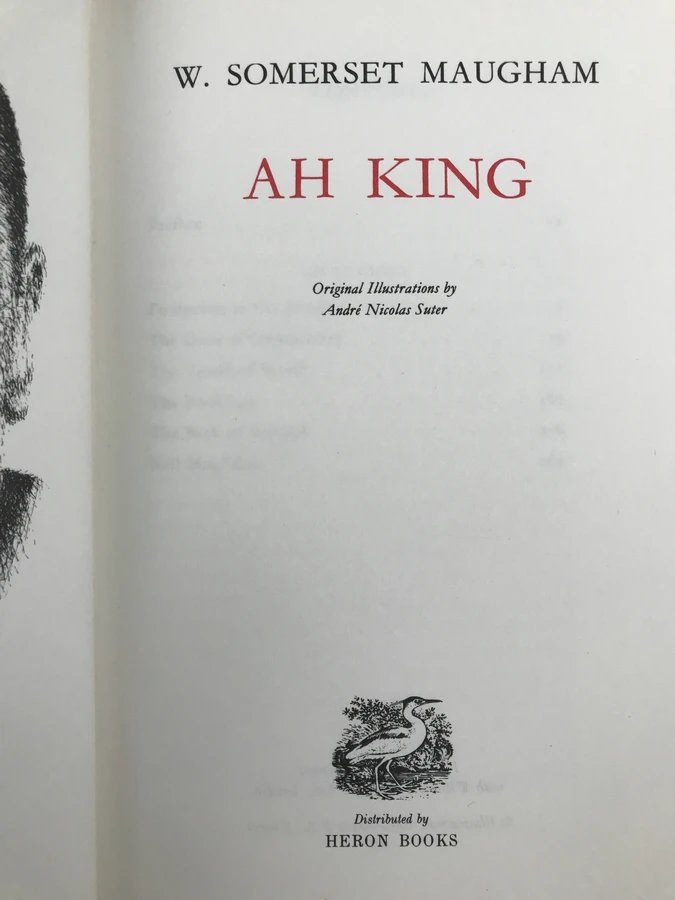 W. SOMERSET MAUGHAM
AH KING
Original Illustrations by
André Nicolas Suter
Distributed by
HERON BOOKS